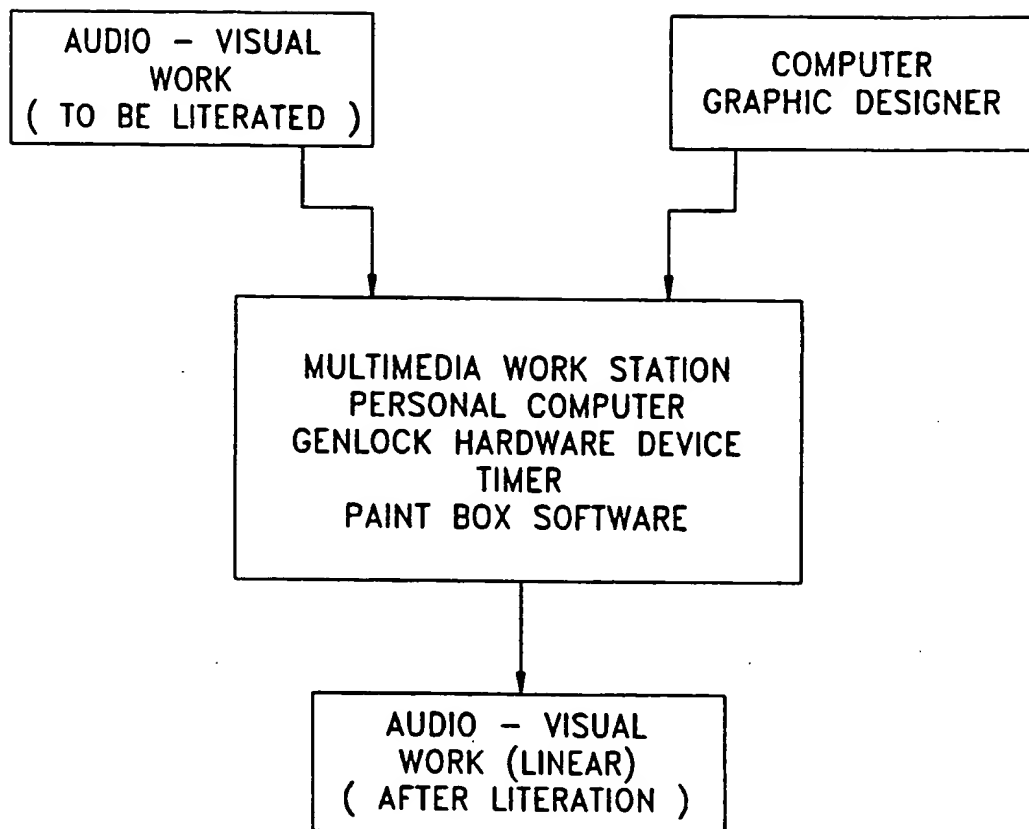 AUDIO – VISUAL
WORK
( TO BE LITERATED )
COMPUTER
GRAPHIC DESIGNER
MULTIMEDIA WORK STATION
PERSONAL COMPUTER
GENLOCK HARDWARE DEVICE
TIMER
PAINT BOX SOFTWARE
AUDIO – VISUAL
WORK (LINEAR)
( AFTER LITERATION )